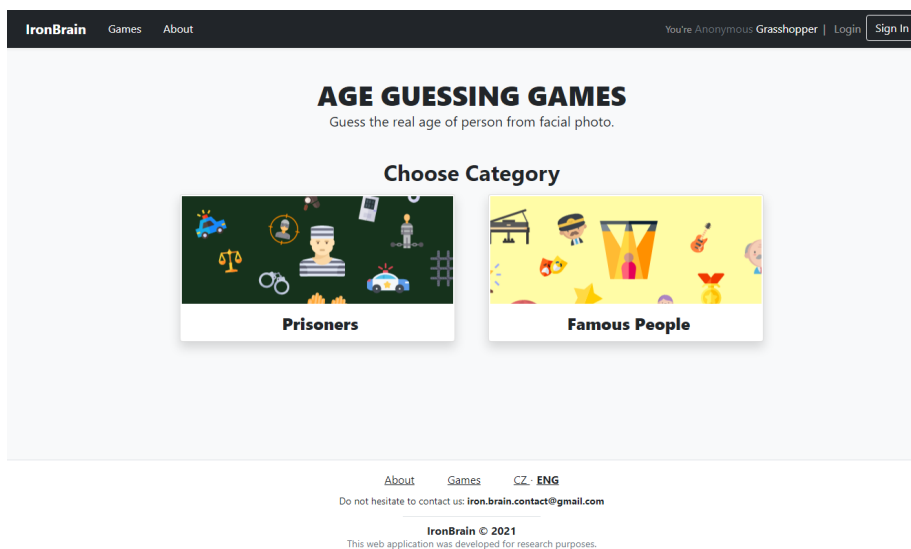 IronBrain Games About You're Anonymous Grasshopper | Login Sign In
AGE GUESSING GAMES
Guess the real age of person from facial photo.
Choose Category
Prisoners Famous People
About Games CZ · ENG
Do not hesitate to contact us: iron.brain.contact@gmail.com
IronBrain © 2021
This web application was developed for research purposes.